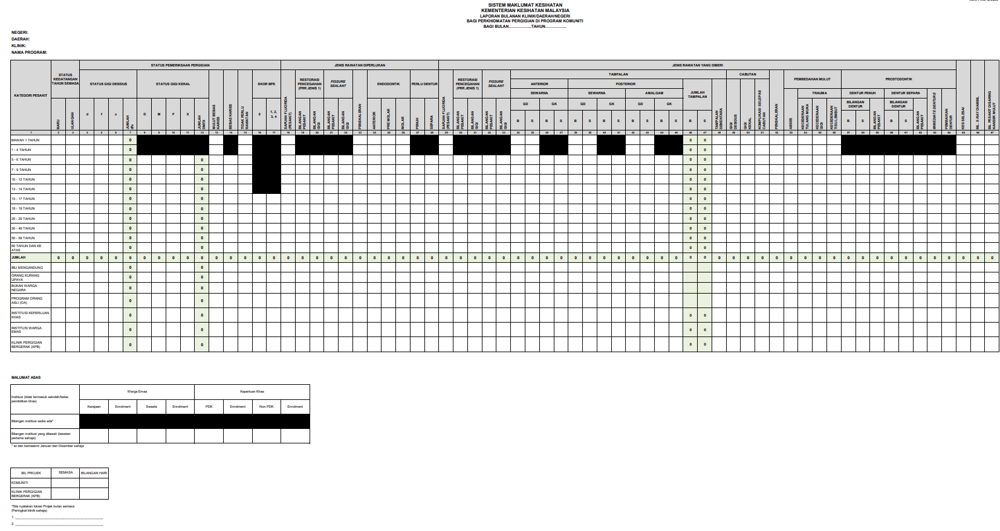 SISTEM MAKLUMAT KESIHATAN
KEMENTERIAN KESIHATAN MALAYSIA
LAPORAN BULANAN KLINIK/DAERAH/NEGERI
BAGI PERKHIDMATAN PERGIGIAN DI PROGRAM KOMUNITI
BAGI BULAN..................TAHUN.................
NEGERI:
DAERAH:
KLINIK:
NAMA PROGRAM:
KATEGORI PESAKIT
STATUS KEDATANGAN TAHUN SEMASA
STATUS PEMERIKSAAN PERGIGIAN
JENIS RAWATAN DIPERLUKAN
JENIS RAWATAN YANG DIBERI
STATUS GIGI DESIDUS
STATUS GIGI KEKAL
SKOR BPE
RESTORASI PENCEGAHAN (PRR JENIS 1)
FISSURE SEALANT
ENDODONTIK
PERLU DENTUR
RESTORASI PENCEGAHAN (PRR JENIS 1)
FISSURE SEALANT
TAMPALAN
CABUTAN
PEMBEDAHAN MULUT
PROSTODONTIK
ANTERIOR
POSTERIOR
JUMLAH TAMPALAN
SEWARNA
SEWARNA
AMALGAM
TRAUMA
DENTUR PENUH
DENTUR SEPARA
GD GK GD GK GD GK
BILANGAN DENTUR
BILANGAN DENTUR
BARU
ULANGAN
d
f
x
JUMLAH dfx
D
M
F
X
JUMLAH DMFX
MULUT BEBAS KARIES
BEBAS KARIES
TIDAK PERLU RAWATAN
0
1, 2, 3, 4
SAPUAN FLUORIDA (PESAKIT)
BILANGAN PESAKIT
BILANGAN GIGI
BILANGAN PESAKIT
BILANGAN GIGI
PENSKALERAN
ANTERIOR
PRE MOLAR
MOLAR
PENUH
SEPARA
SAPUAN FLUORIDA (PESAKIT)
BILANGAN PESAKIT
BILANGAN GIGI
BILANGAN PESAKIT
BILANGAN GIGI
B S B S B S B S B S B S B S
TAMPALAN SEMENTARA
GIGI DESIDUS
GIGI KEKAL
KOMPLIKASI SELEPAS CABUTAN
PENSKALERAN
ABSES
KECEDERAAN TULANG MUKA
KECEDERAAN GIGI
KECEDERAAN TISU LEMBUT
B S
BILANGAN PESAKIT
B S
BILANGAN PESAKIT
IMMEDIATE DENTURE
PEMBAIKAN DENTUR
KES SELESAI
BIL. X-RAY DIAMBIL
BIL PESAKIT DISARING KANSER MULUT
1 2 3 4 5 6 7 8 9 10 11 12 13 14 15 16 17 18 19 20 21 22 23 24 25 26 27 28 29 30 31 32 33 34 35 36 37 38 39 40 41 42 43 44 45 46 47 48 49 50 51 52 53 54 55 56 57 58 59 60 61 62 63 64 65 66 67
BAWAH 1 TAHUN 0 0 0
1 - 4 TAHUN 0 0 0
5 - 6 TAHUN 0 0 0 0
7 - 9 TAHUN 0 0 0 0
10 - 12 TAHUN 0 0 0 0
13 - 14 TAHUN 0 0 0 0
15 - 17 TAHUN 0 0 0 0
18 - 19 TAHUN 0 0 0 0
20 - 29 TAHUN 0 0 0 0
30 - 49 TAHUN 0 0 0 0
50 - 59 TAHUN 0 0 0 0
60 TAHUN DAN KE ATAS 0 0 0 0
JUMLAH 0 0 0 0 0 0 0 0 0 0 0 0 0 0 0 0 0 0 0 0 0 0 0 0 0 0 0 0 0 0 0 0 0 0 0 0 0 0 0 0 0 0 0 0 0 0 0 0 0 0 0 0 0 0 0 0 0 0 0 0 0 0 0 0 0 0
IBU MENGANDUNG 0 0
ORANG KURANG UPAYA 0 0
BUKAN WARGA NEGARA 0 0
PROGRAM ORANG ASLI (OA) 0 0
INSTITUSI KEPERLUAN KHAS 0 0 0 0
INSTITUSI WARGA EMAS 0 0 0 0
KLINIK PERGIGIAN BERGERAK (KPB) 0 0 0 0
MALUMAT ASAS
Institusi (tidak termasuk sekolah/kelas pendidikan khas)
Warga Emas
Keperluan Khas
Kerajaan Enrolment Swasta Enrolment PDK Enrolment Non PDK Enrolment
Bilangan institusi sedia ada*
Bilangan institusi yang dilawati (lawatan pertama sahaja)
* isi dan kemaskini Januari dan Disember sahaja
BIL PROJEK SEMASA BILANGAN HARI
KOMUNITI
KLINIK PERGIGIAN BERGERAK (KPB)
*Sila nyatakan lokasi Projek bulan semasa
(Peringkat klinik sahaja)
1. ______________________________
2. ______________________________